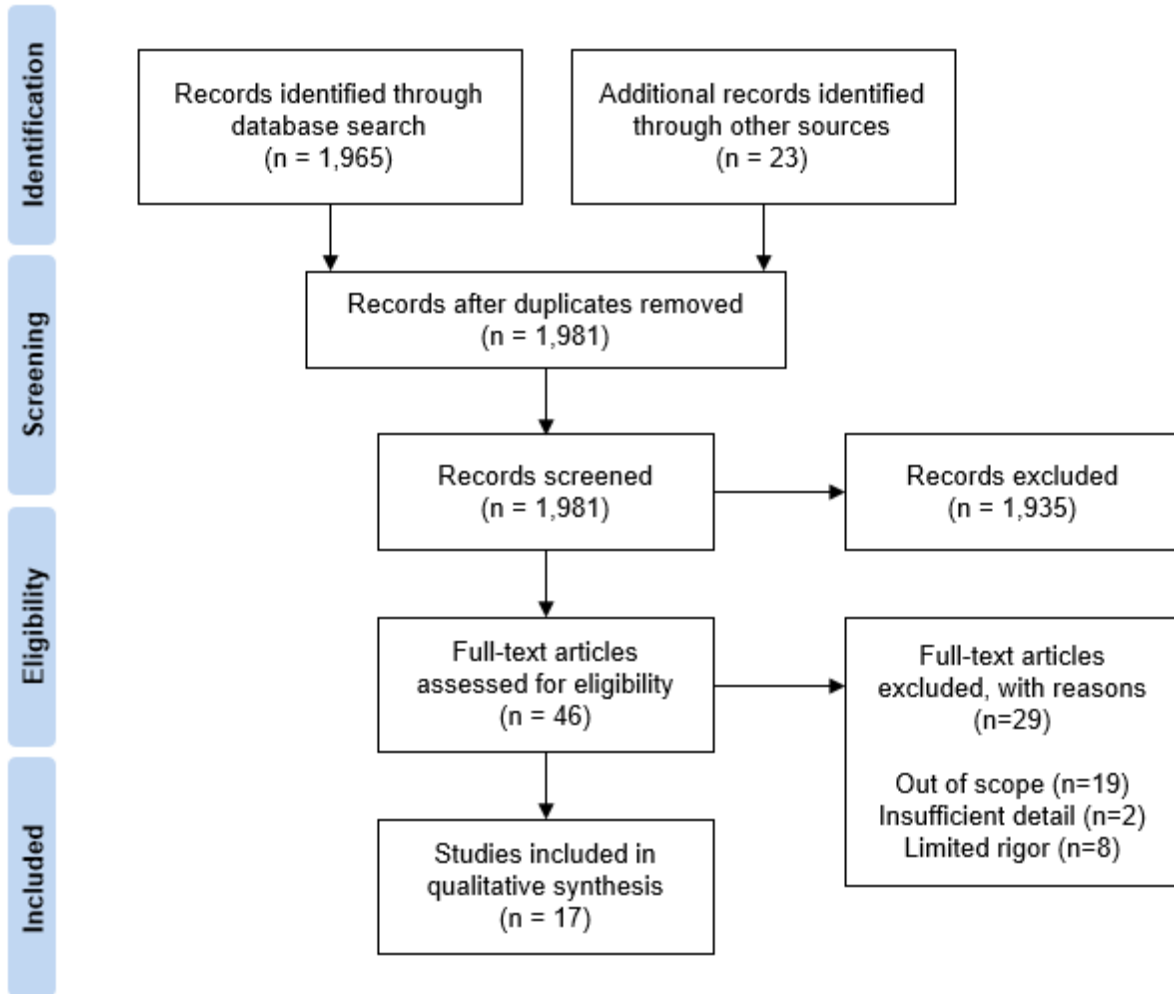 Identification
Records identified through
database search
(n = 1,965)
Additional records identified
through other sources
(n = 23)
Screening
Records after duplicates removed
(n = 1,981)
Records screened
(n = 1,981)
Records excluded
(n = 1,935)
Eligibility
Full-text articles
assessed for eligibility
(n = 46)
Full-text articles
excluded, with reasons
(n=29)
Out of scope (n=19)
Insufficient detail (n=2)
Limited rigor (n=8)
Included
Studies included in
qualitative synthesis
(n = 17)